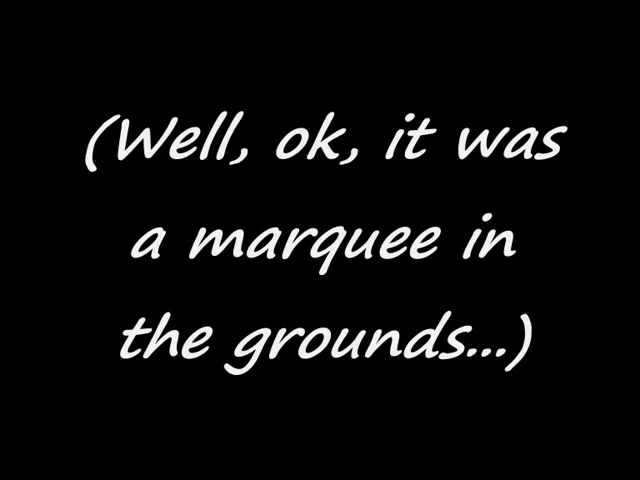 (Well, ok, it was
a marquee in
the grounds...)